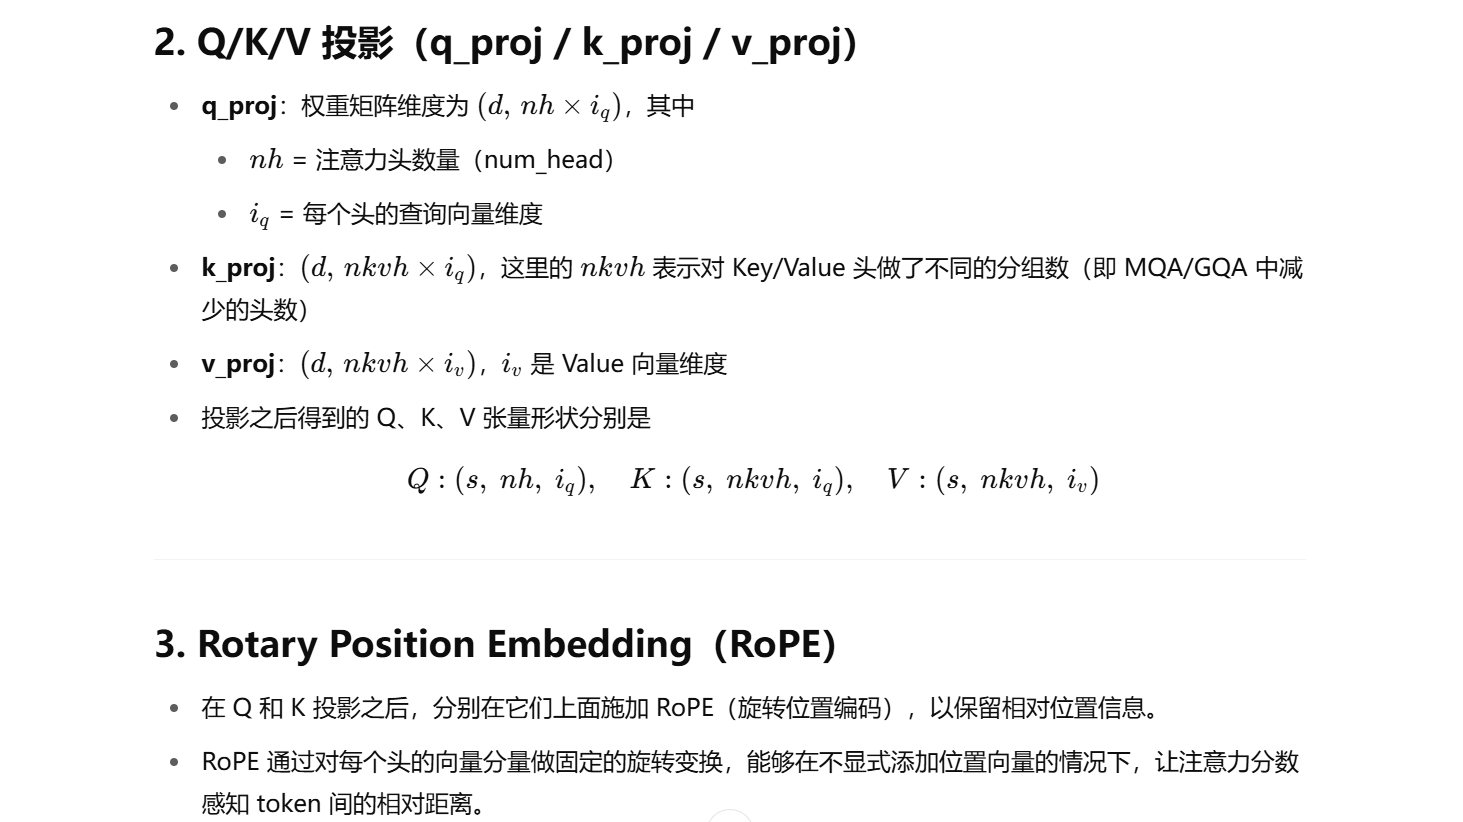 2. Q/K/V 投影（q_proj / k_proj / v_proj）
• q_proj：权重矩阵维度为 (d, nh × i_q)，其中
• nh = 注意力头数量（num_head）
• i_q = 每个头的查询向量维度
• k_proj：(d, nkvh × i_q)，这里的 nkvh 表示对 Key/Value 头做了不同的分组数（即 MQA/GQA 中减
少的头数）
• v_proj：(d, nkvh × i_v)，i_v 是 Value 向量维度
• 投影之后得到的 Q、K、V 张量形状分别是
Q : (s, nh, i_q), K : (s, nkvh, i_q), V : (s, nkvh, i_v)
3. Rotary Position Embedding（RoPE）
• 在 Q 和 K 投影之后，分别在它们上面施加 RoPE（旋转位置编码），以保留相对位置信息。
• RoPE 通过对每个头的向量分量做固定的旋转变换，能够在不显式添加位置向量的情况下，让注意力分数
感知 token 间的相对距离。